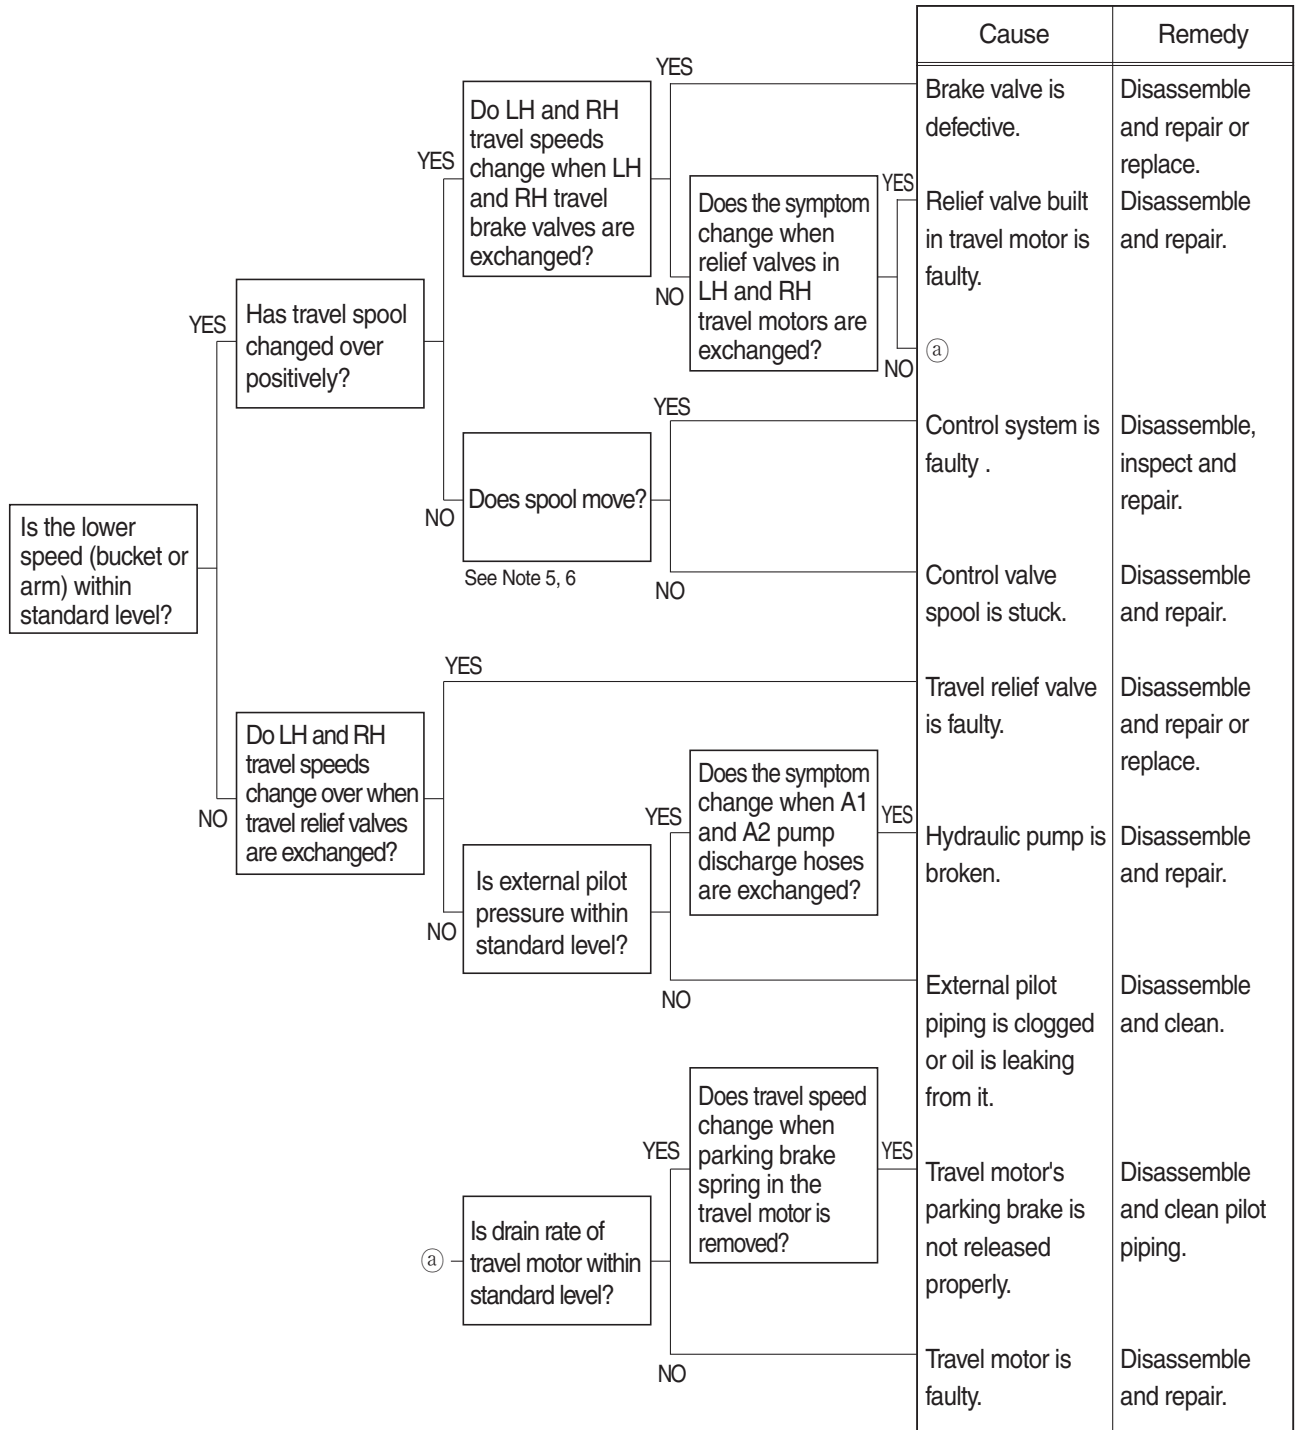 Cause
Remedy
YES
Brake valve is
defective.
Disassemble
and repair or
replace.
Do LH and RH
travel speeds
change when LH
and RH travel
brake valves are
exchanged?
YES
Does the symptom
change when
relief valves in
LH and RH
travel motors are
exchanged?
YES
NO
Relief valve built
in travel motor is
faulty.
Disassemble
and repair.
NO
ⓐ
Has travel spool
changed over
positively?
YES
YES
Control system is
faulty .
Disassemble,
inspect and
repair.
Does spool move?
NO
See Note 5, 6
NO
Control valve
spool is stuck.
Disassemble
and repair.
Is the lower
speed (bucket or
arm) within
standard level?
YES
Travel relief valve
is faulty.
Disassemble
and repair or
replace.
Do LH and RH
travel speeds
change over when
travel relief valves
are exchanged?
NO
Does the symptom
change when A1
and A2 pump
discharge hoses
are exchanged?
YES
YES
Hydraulic pump is
broken.
Disassemble
and repair.
Is external pilot
pressure within
standard level?
NO
NO
External pilot
piping is clogged
or oil is leaking
from it.
Disassemble
and clean.
Does travel speed
change when
parking brake
spring in the
travel motor is
removed?
YES
YES
Travel motor's
parking brake is
not released
properly.
Disassemble
and clean pilot
piping.
ⓐ
Is drain rate of
travel motor within
standard level?
NO
Travel motor is
faulty.
Disassemble
and repair.